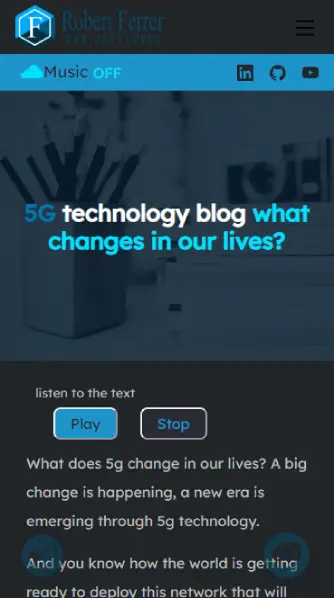 Robert Ferrer
WEB DEVELOPER
Music OFF
5G technology blog what
changes in our lives?
listen to the text
Play Stop
What does 5g change in our lives? A big
change is happening, a new era is
emerging through 5g technology.
And you know how the world is getting
ready to deploy this network that will